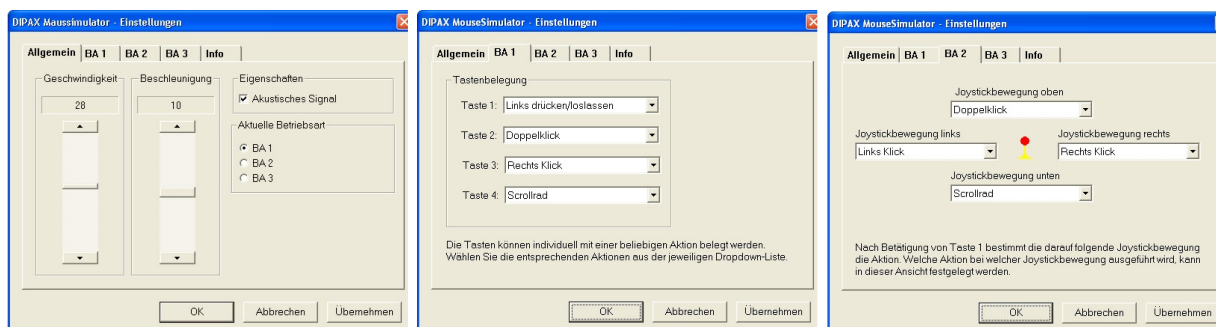 DIPAX Maussimulator - Einstellungen
Allgemein BA 1 BA 2 BA 3 Info
Geschwindigkeit
28
Beschleunigung
10
Eigenschaften
Akustisches Signal
Aktuelle Betriebsart
BA 1
BA 2
BA 3
OK Abbrechen Übernehmen
DIPAX MouseSimulator - Einstellungen
Allgemein BA 1 BA 2 BA 3 Info
Tastenbelegung
Taste 1: Links drücken/loslassen
Taste 2: Doppelklick
Taste 3: Rechts Klick
Taste 4: Scrollrad
Die Tasten können individuell mit einer beliebigen Aktion belegt werden.
Wählen Sie die entsprechenden Aktionen aus der jeweiligen Dropdown-Liste.
OK Abbrechen Übernehmen
DIPAX MouseSimulator - Einstellungen
Allgemein BA 1 BA 2 BA 3 Info
Joystickbewegung oben
Doppelklick
Joystickbewegung links
Links Klick
Joystickbewegung rechts
Rechts Klick
Joystickbewegung unten
Scrollrad
Nach Betätigung von Taste 1 bestimmt die darauf folgende Joystickbewegung
die Aktion. Welche Aktion bei welcher Joystickbewegung ausgeführt wird, kann
in dieser Ansicht festgelegt werden.
OK Abbrechen Übernehmen